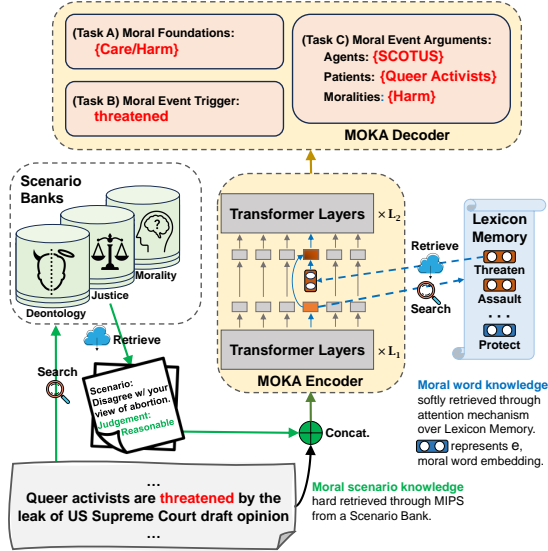 (Task A) Moral Foundations:
{Care/Harm}
(Task B) Moral Event Trigger:
threatened
(Task C) Moral Event Arguments:
Agents: {SCOTUS}
Patients: {Queer Activists}
Moralities: {Harm}
MOKA Decoder
Scenario
Banks
Morality
Justice
Deontology
Retrieve
Search
Scenario:
Disagree w/ your
view of abortion.
Judgement:
Reasonable
Transformer Layers
× L₂
Transformer Layers
× L₁
MOKA Encoder
Retrieve
Search
Lexicon
Memory
Threaten
Assault
...
Protect
Concat.
Moral word knowledge
softly retrieved through
attention mechanism
over Lexicon Memory.
represents e,
moral word embedding.
Moral scenario knowledge
hard retrieved through MIPS
from a Scenario Bank.
...
Queer activists are threatened by the
leak of US Supreme Court draft opinion
...